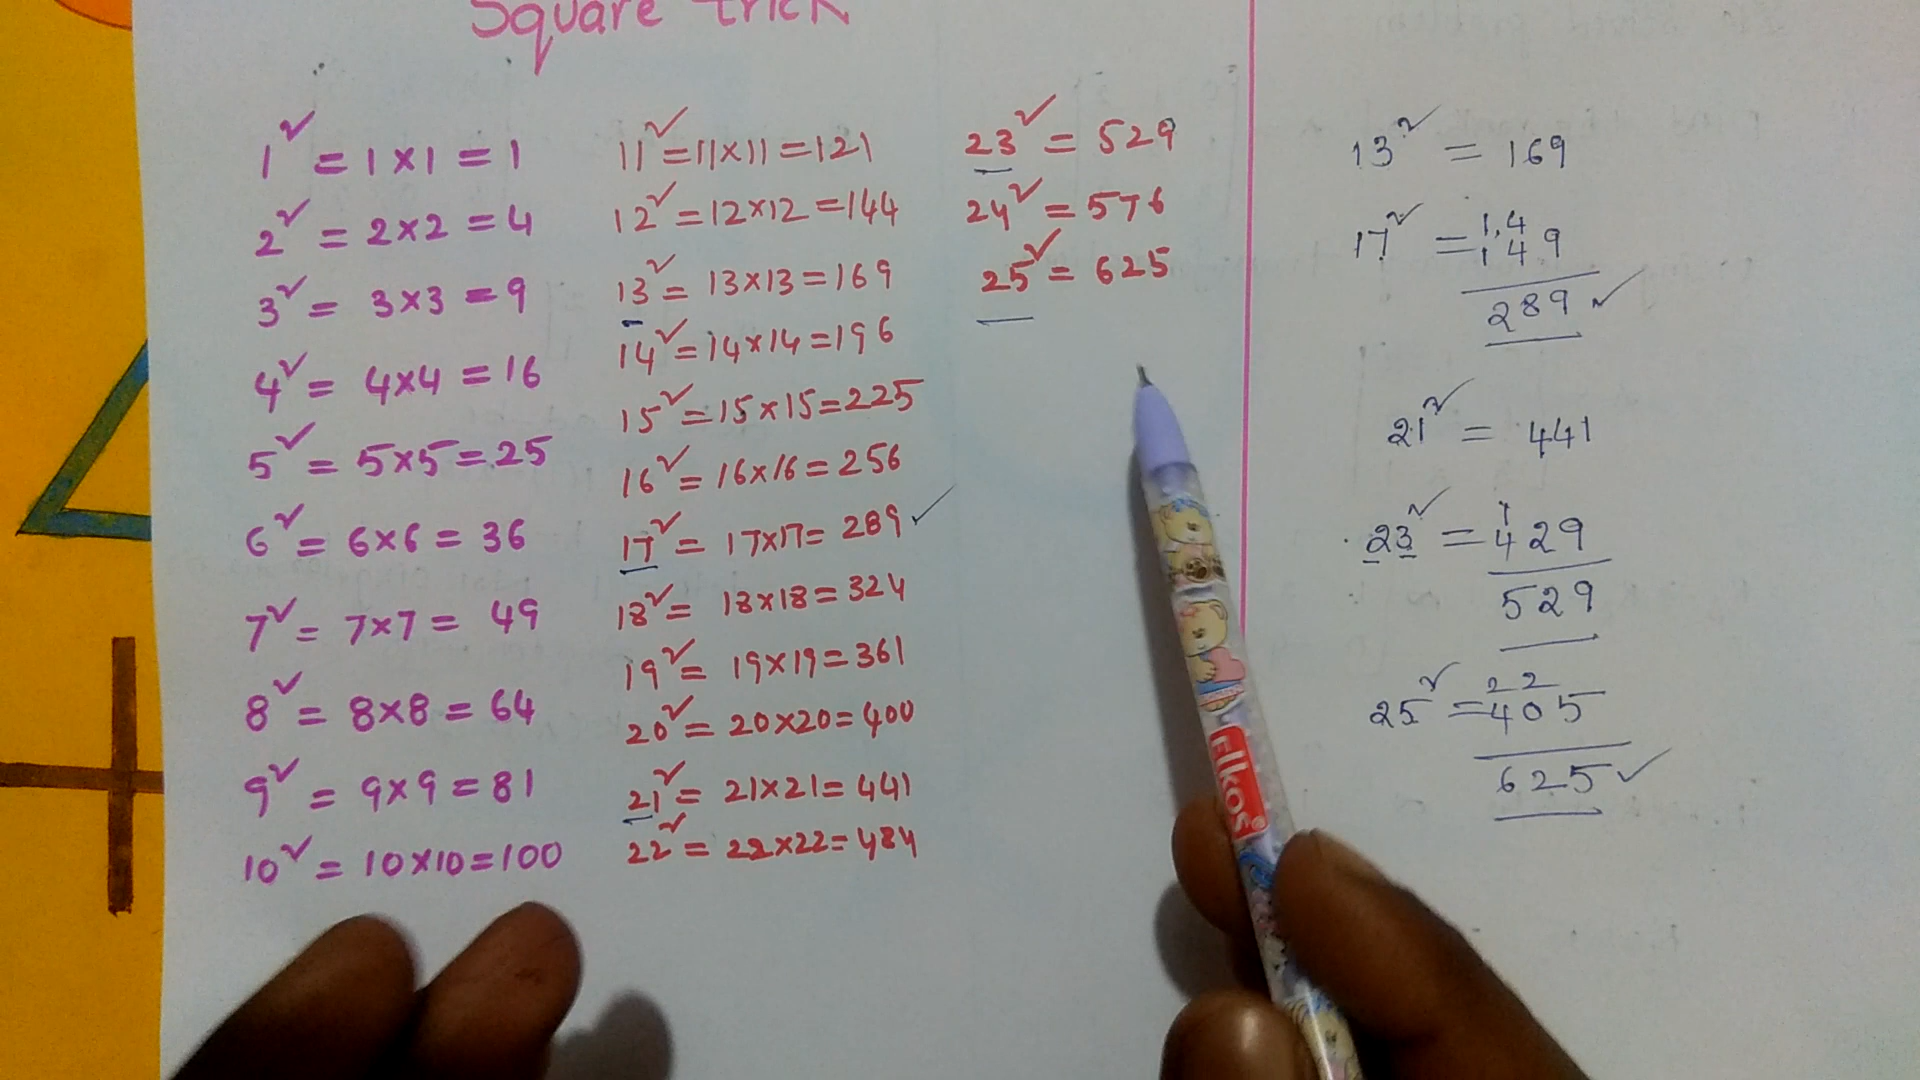 Square trick
1² = 1×1 = 1
2² = 2×2 = 4
3² = 3×3 = 9
4² = 4×4 = 16
5² = 5×5 = 25
6² = 6×6 = 36
7² = 7×7 = 49
8² = 8×8 = 64
9² = 9×9 = 81
10² = 10×10 = 100
11² = 11×11 = 121
12² = 12×12 = 144
13² = 13×13 = 169
14² = 14×14 = 196
15² = 15×15 = 225
16² = 16×16 = 256
17² = 17×17 = 289 ✓
18² = 18×18 = 324
19² = 19×19 = 361
20² = 20×20 = 400
21² = 21×21 = 441
22² = 22×22 = 484
23² = 529
24² = 576
25² = 625
13² = 169
1,4
17² = 149
289 ✓
21² = 441
1
23² = 429
529
2 2
25² = 405
625 ✓
Elkos®